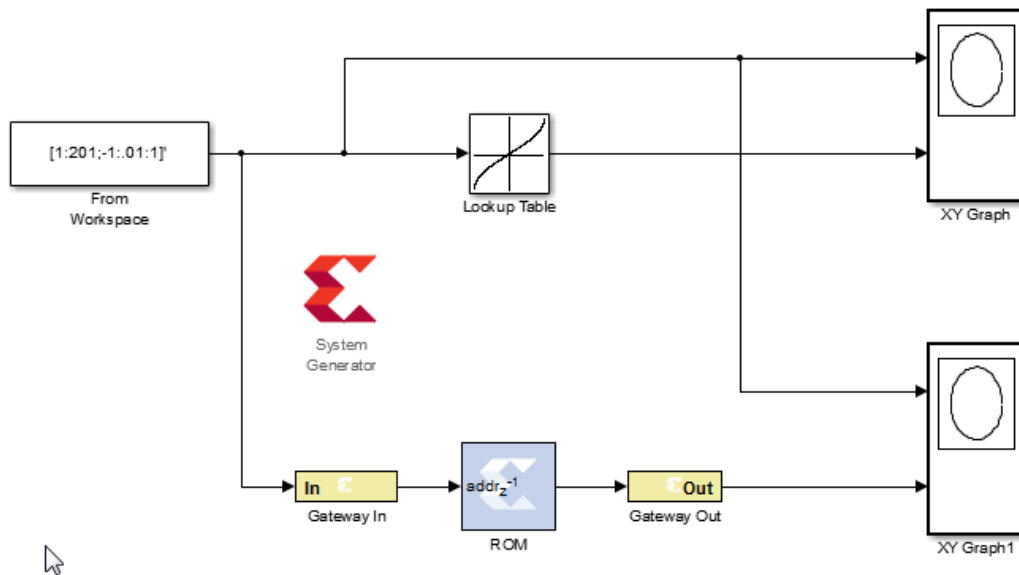 [1:201;-1:.01:1]'
From
Workspace
Lookup Table
XY Graph
System
Generator
In
Gateway In
addr
z-1
ROM
Out
Gateway Out
XY Graph1